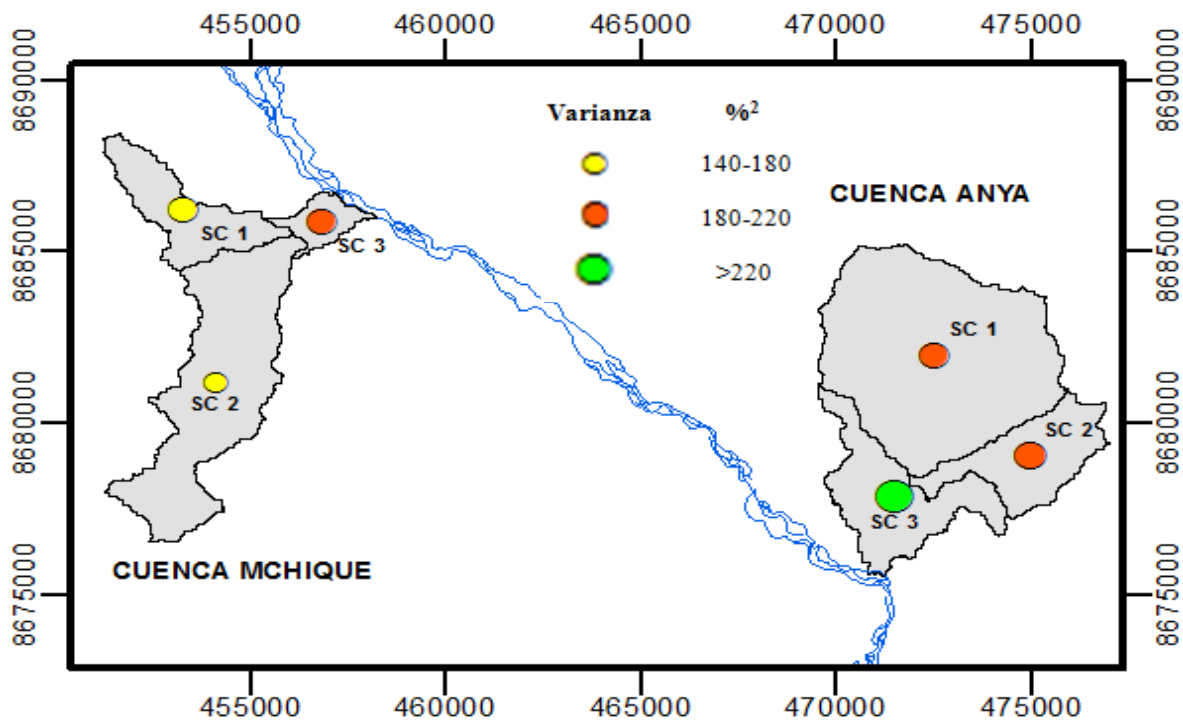 455000 460000 465000 470000 475000
8690000 8690000
Varianza %²
140-180
180-220
>220
CUENCA ANYA
SC 1
SC 3
8685000 8685000
SC 1
SC 2
8680000 8680000
SC 2
SC 3
CUENCA MCHIQUE
8675000 8675000
455000 460000 465000 470000 475000